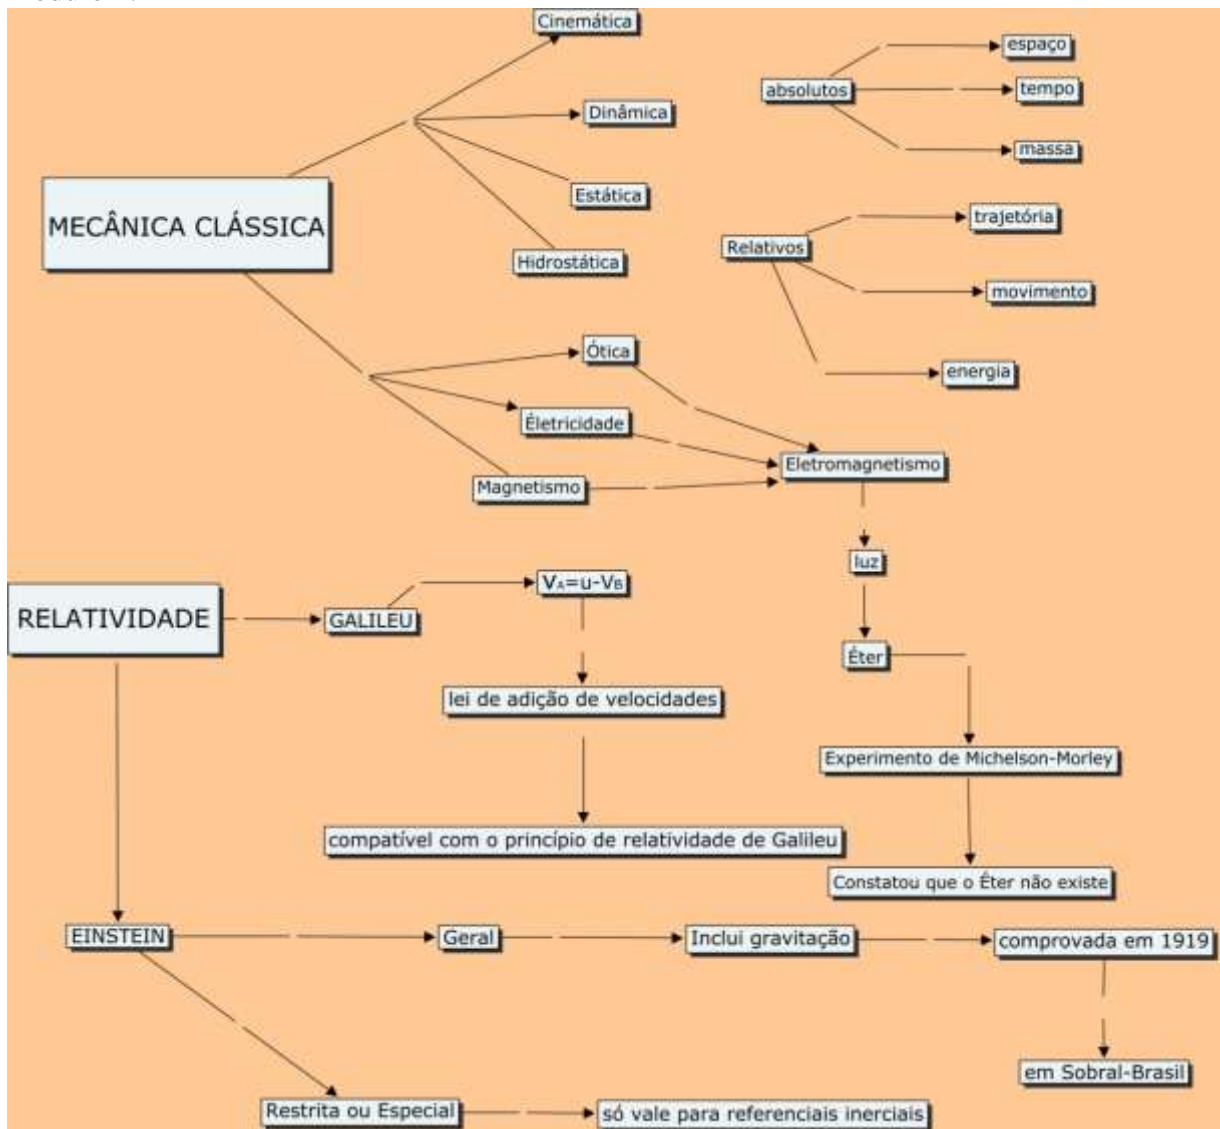 Cinemática
espaço
absolutos
tempo
Dinâmica
massa
MECÂNICA CLÁSSICA
Estática
trajetória
Relativos
Hidrostática
movimento
Ótica
energia
Életricidade
Eletromagnetismo
Magnetismo
luz
VA=u-VB
RELATIVIDADE
GALILEU
Éter
lei de adição de velocidades
Experimento de Michelson-Morley
compatível com o princípio de relatividade de Galileu
Constatou que o Éter não existe
EINSTEIN
Geral
Inclui gravitação
comprovada em 1919
em Sobral-Brasil
Restrita ou Especial
só vale para referenciais inerciais